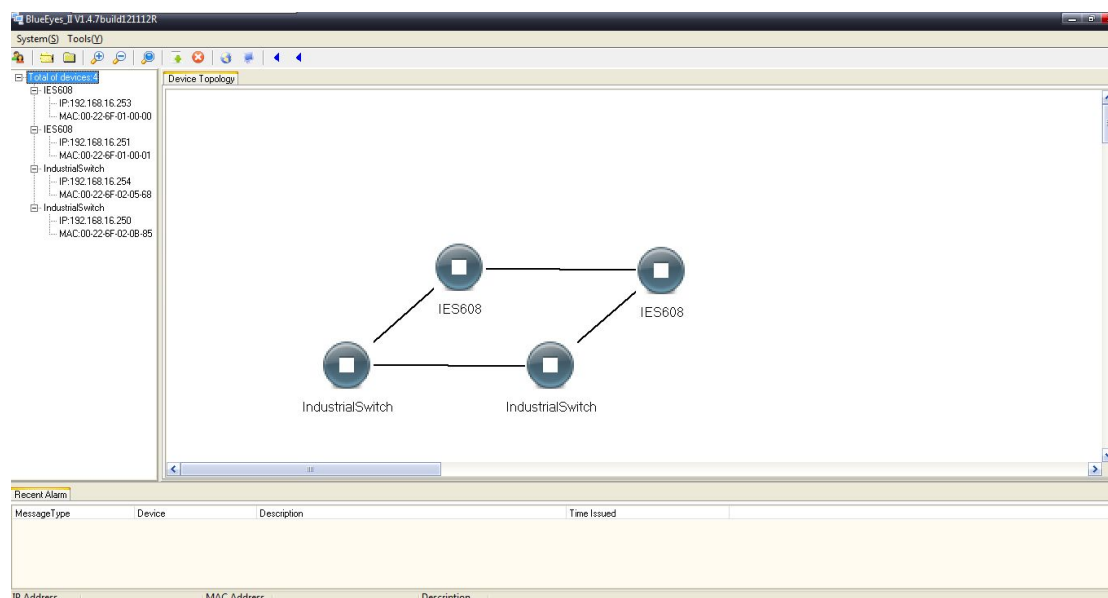 BlueEyes_II V1.4.7build121112R
System(S) Tools(Y)
Total of devices:4
IES608
IP:192.168.16.253
MAC:00-22-6F-01-00-00
IES608
IP:192.168.16.251
MAC:00-22-6F-01-00-01
IndustrialSwitch
IP:192.168.16.254
MAC:00-22-6F-02-05-68
IndustrialSwitch
IP:192.168.16.250
MAC:00-22-6F-02-0B-85
Device Topology
IES608
IES608
IndustrialSwitch
IndustrialSwitch
Recent Alarm
MessageType Device Description Time Issued
IP Address MAC Address Description